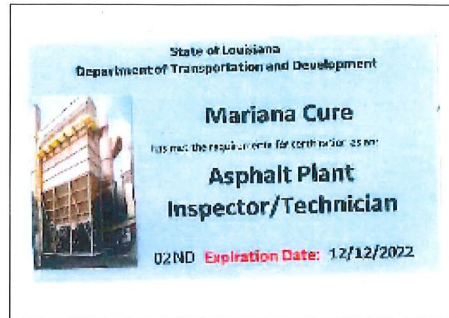 State of Louisiana
Department of Transportation and Development
Mariana Cure
has met the requirements for certification as an:
Asphalt Plant
Inspector/Technician
02ND Expiration Date: 12/12/2022